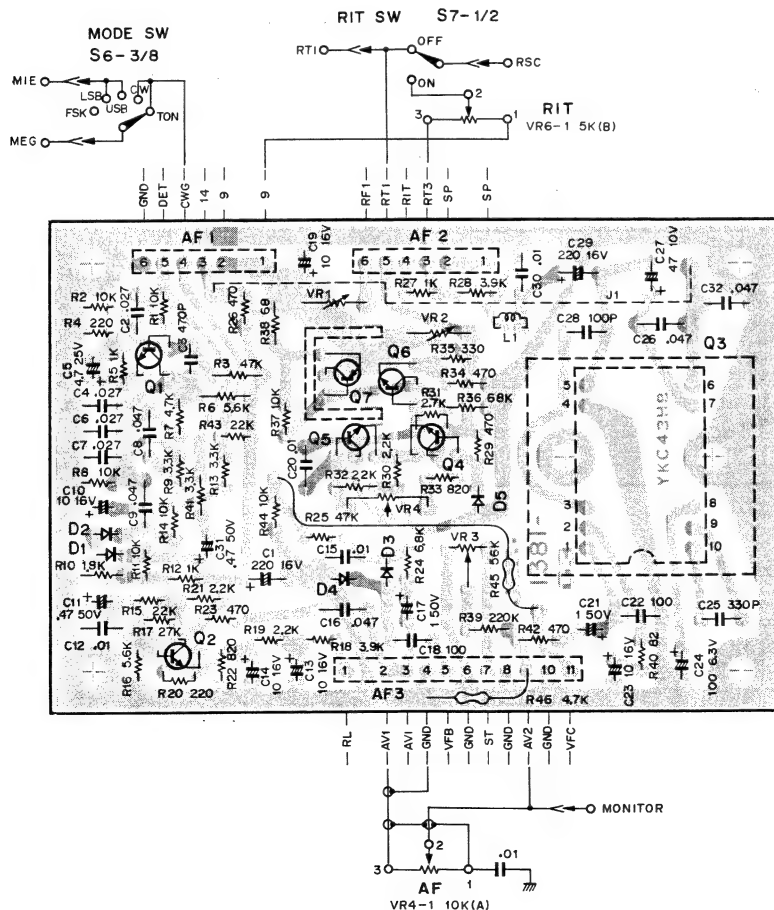 RIT SW S7-1/2
MODE SW
S6-3/8
MIE
LSB
USB
CW
FSK
TON
MEG
RTI
OFF
RSC
ON
2
3
1
RIT
VR6-1 5K(B)
GND
DET
CWG
14
9
9
RF1
RT1
RIT
RT3
SP
SP
AF1
6 5 4 3 2 1
C19
10 16V
AF2
6 5 4 3 2 1
R27 1K
R28 3.9K
C30 .01
C29
220 16V
C27
47 10V
J1
C32 .047
R2 10K
R4 220
C2 .027
R1 10K
C3 470P
R26 470
R38 68
VR1
VR2
L1
C28 100P
C26 .047
Q3
C5
4.7 25V
R5 1K
Q1
R3 47K
Q6
R35 330
R34 470
Q7
C4 .027
R6 5.6K
R31
2.7K
R36 68K
C6 .027
C8 .047
R7 4.7K
R43 22K
R37 10K
Q5
Q4
R29 470
C7 .027
R9 3.3K
R41 3.3K
R13 3.3K
C20 .01
R32 2.2K
R30 2.2K
R33 820
D5
R8 10K
C10
10 16V
C9 .047
R14 10K
R44 10K
VR4
R25 47K
5
4
3
2
1
6
7
8
9
10
YKC43H2
1381-
D2
D1
R10 1.8K
R11 10K
C31
.47 50V
C1
220 16V
C15 .01
D3
R24 6.8K
VR3
R45 56K
R12 1K
R21 2.2K
D4
C11
.47 50V
R15 22K
R23 470
C16 .047
C17
1 50V
R39 220K
C21
1 50V
C22 100
C25 330P
C12 .01
R17 27K
Q2
R19 2.2K
R18 3.9K
C18 100
R42 470
R16 5.6K
R20 220
R22 820
C14
10 16V
C13
10 16V
C23 10 16V
R40 82
C24
100 6.3V
1 2 3 4 5 6 7 8 10 11
AF3
R46 4.7K
RL
AV1
AV1
GND
VFB
GND
ST
GND
AV2
GND
VFC
MONITOR
2
3
1
.01
AF
VR4-1 10K(A)